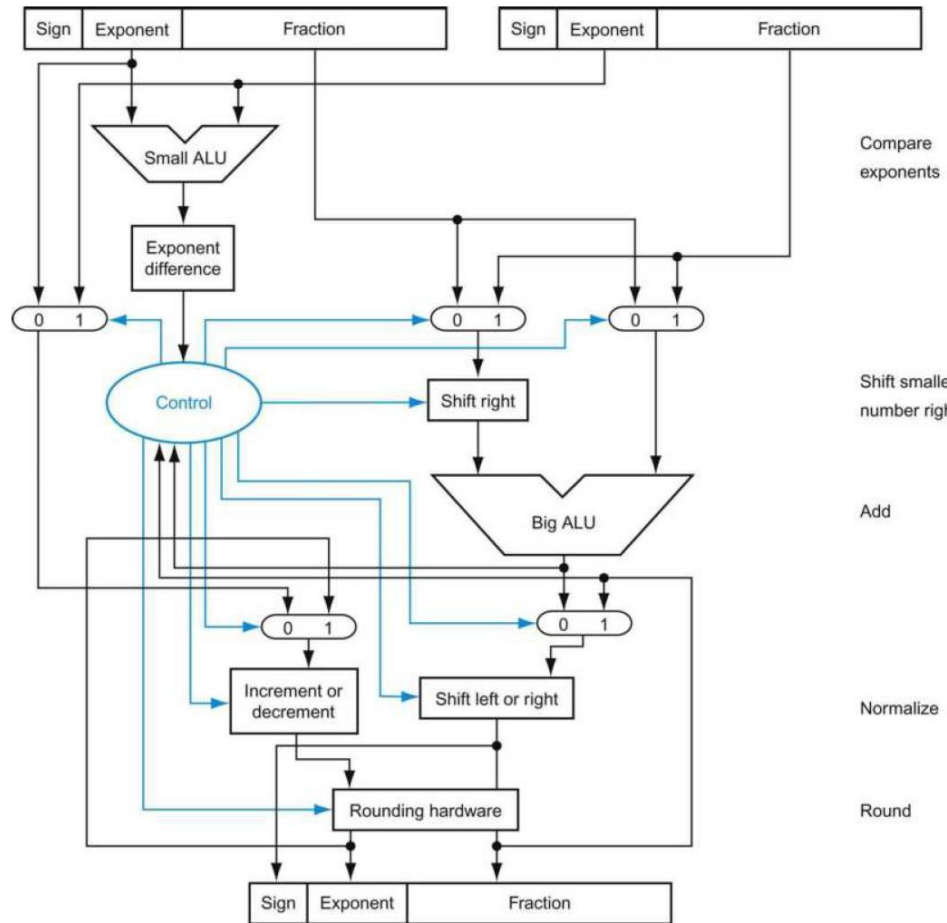 Sign Exponent Fraction Sign Exponent Fraction
Small ALU
Compare
exponents
Exponent
difference
0 1 0 1 0 1
Control
Shift right
Shift smalle
number righ
Big ALU
Add
0 1 0 1
Increment or
decrement
Shift left or right
Normalize
Rounding hardware
Round
Sign Exponent Fraction